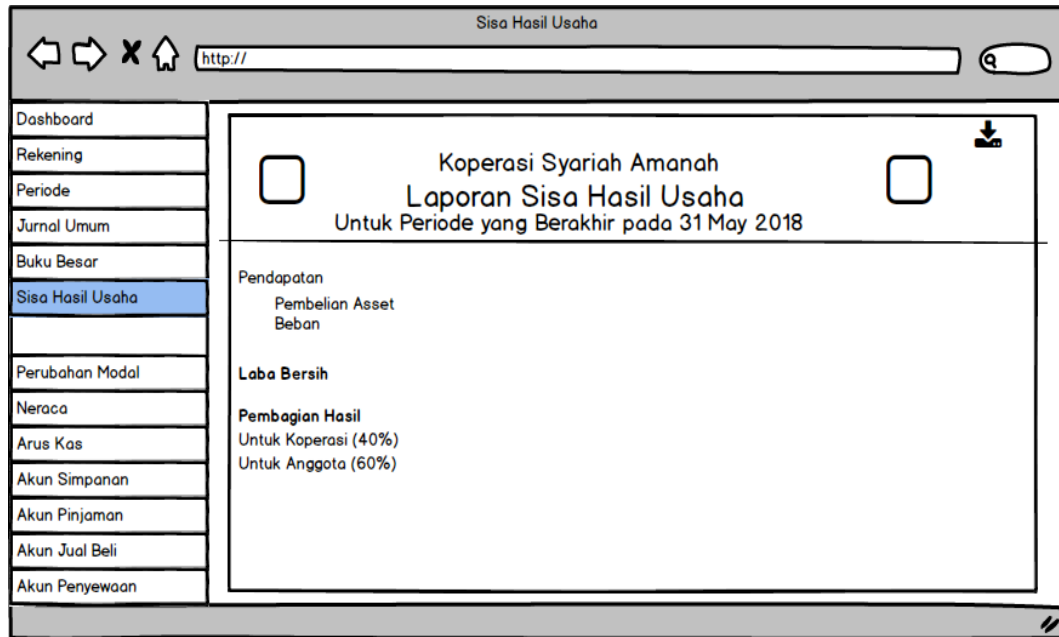 Sisa Hasil Usaha
http://
Dashboard
Rekening
Periode
Jurnal Umum
Buku Besar
Sisa Hasil Usaha
Perubahan Modal
Neraca
Arus Kas
Akun Simpanan
Akun Pinjaman
Akun Jual Beli
Akun Penyewaan
Koperasi Syariah Amanah
Laporan Sisa Hasil Usaha
Untuk Periode yang Berakhir pada 31 May 2018
Pendapatan
Pembelian Asset
Beban
Laba Bersih
Pembagian Hasil
Untuk Koperasi (40%)
Untuk Anggota (60%)